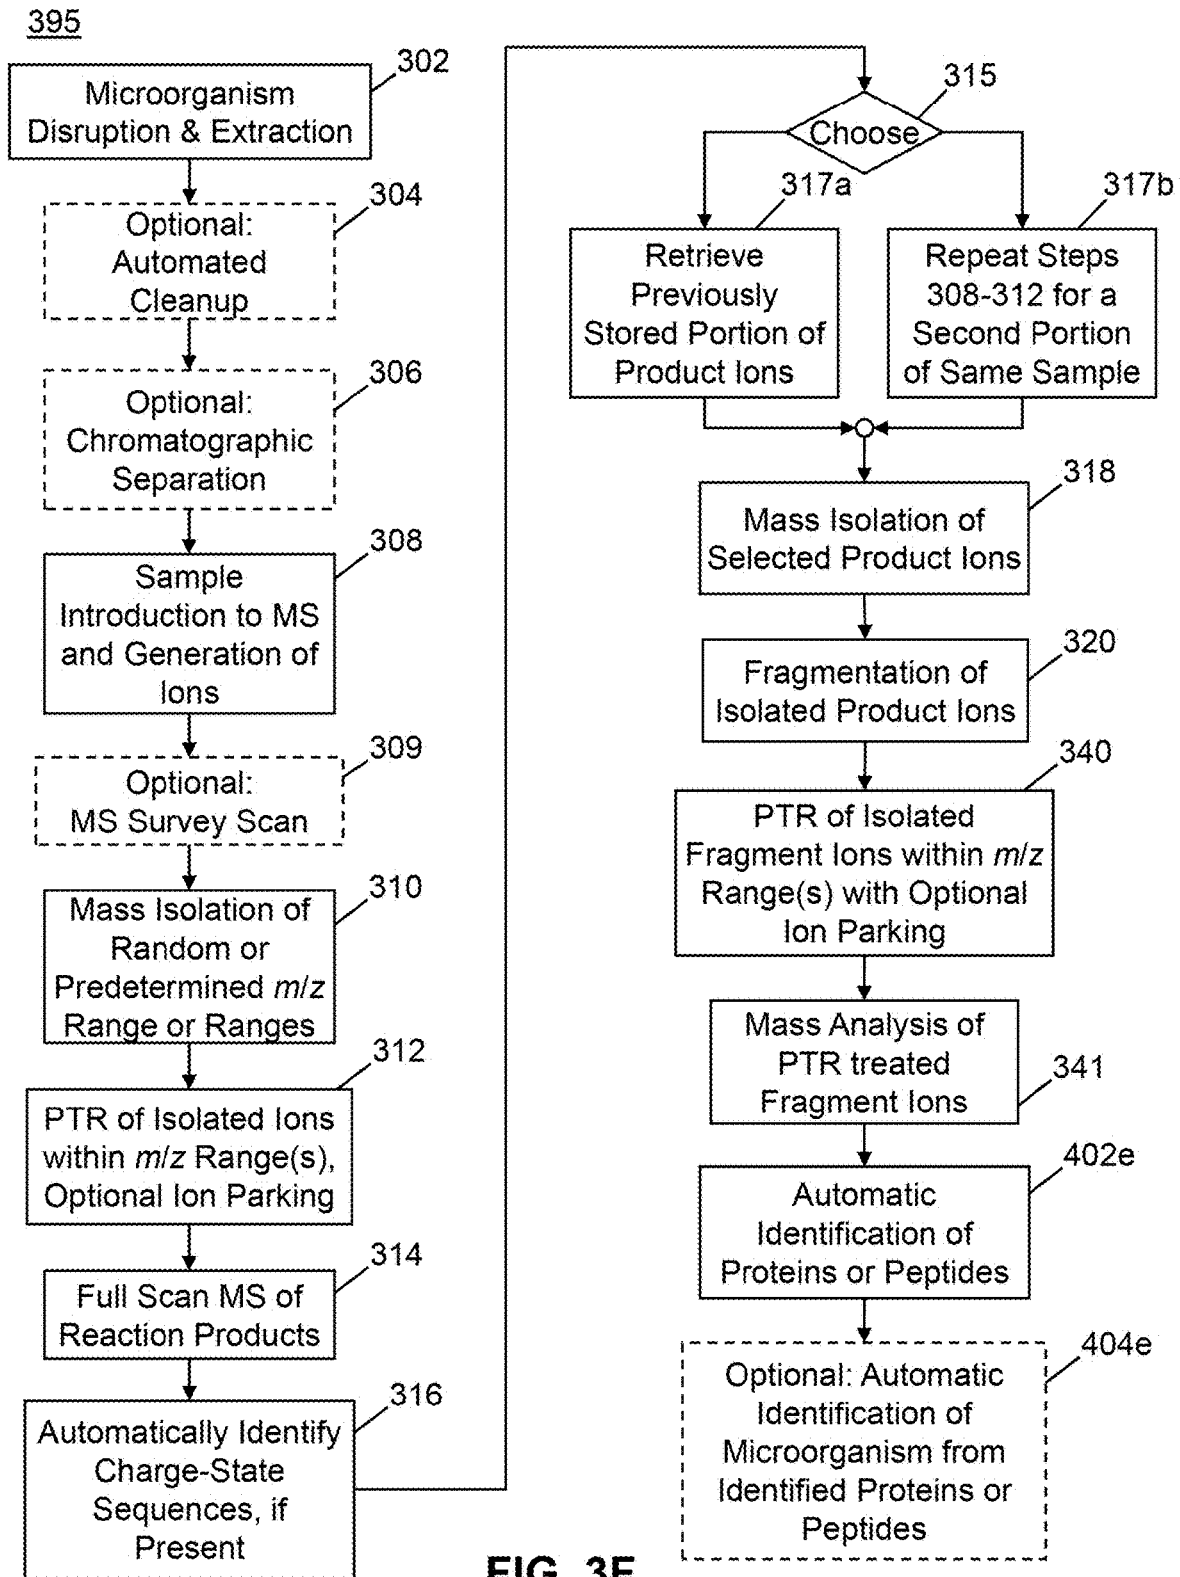 395
302
Microorganism
Disruption & Extraction
304
Optional:
Automated
Cleanup
306
Optional:
Chromatographic
Separation
308
Sample
Introduction to MS
and Generation of
Ions
309
Optional:
MS Survey Scan
310
Mass Isolation of
Random or
Predetermined m/z
Range or Ranges
312
PTR of Isolated Ions
within m/z Range(s),
Optional Ion Parking
314
Full Scan MS of
Reaction Products
316
Automatically Identify
Charge-State
Sequences, if
Present
315
Choose
317a
Retrieve
Previously
Stored Portion of
Product Ions
317b
Repeat Steps
308-312 for a
Second Portion
of Same Sample
318
Mass Isolation of
Selected Product Ions
320
Fragmentation of
Isolated Product Ions
340
PTR of Isolated
Fragment Ions within m/z
Range(s) with Optional
Ion Parking
Mass Analysis of
PTR treated
Fragment Ions
341
402e
Automatic
Identification of
Proteins or Peptides
404e
Optional: Automatic
Identification of
Microorganism from
Identified Proteins or
Peptides
FIG.